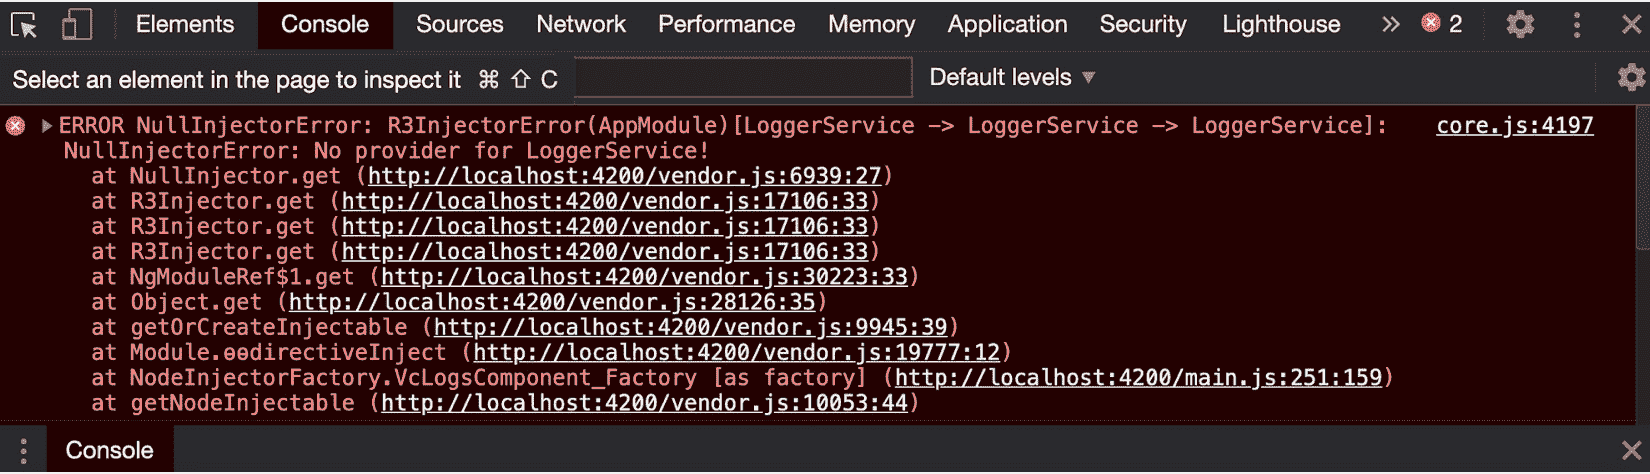 Elements Console Sources Network Performance Memory Application Security Lighthouse » 2
Select an element in the page to inspect it ⌘ ⇧ C Default levels ▼
▶ERROR NullInjectorError: R3InjectorError(AppModule)[LoggerService -> LoggerService -> LoggerService]: core.js:4197
NullInjectorError: No provider for LoggerService!
at NullInjector.get (http://localhost:4200/vendor.js:6939:27)
at R3Injector.get (http://localhost:4200/vendor.js:17106:33)
at R3Injector.get (http://localhost:4200/vendor.js:17106:33)
at R3Injector.get (http://localhost:4200/vendor.js:17106:33)
at NgModuleRef$1.get (http://localhost:4200/vendor.js:30223:33)
at Object.get (http://localhost:4200/vendor.js:28126:35)
at getOrCreateInjectable (http://localhost:4200/vendor.js:9945:39)
at Module.ɵɵdirectiveInject (http://localhost:4200/vendor.js:19777:12)
at NodeInjectorFactory.VcLogsComponent_Factory [as factory] (http://localhost:4200/main.js:251:159)
at getNodeInjectable (http://localhost:4200/vendor.js:10053:44)
Console